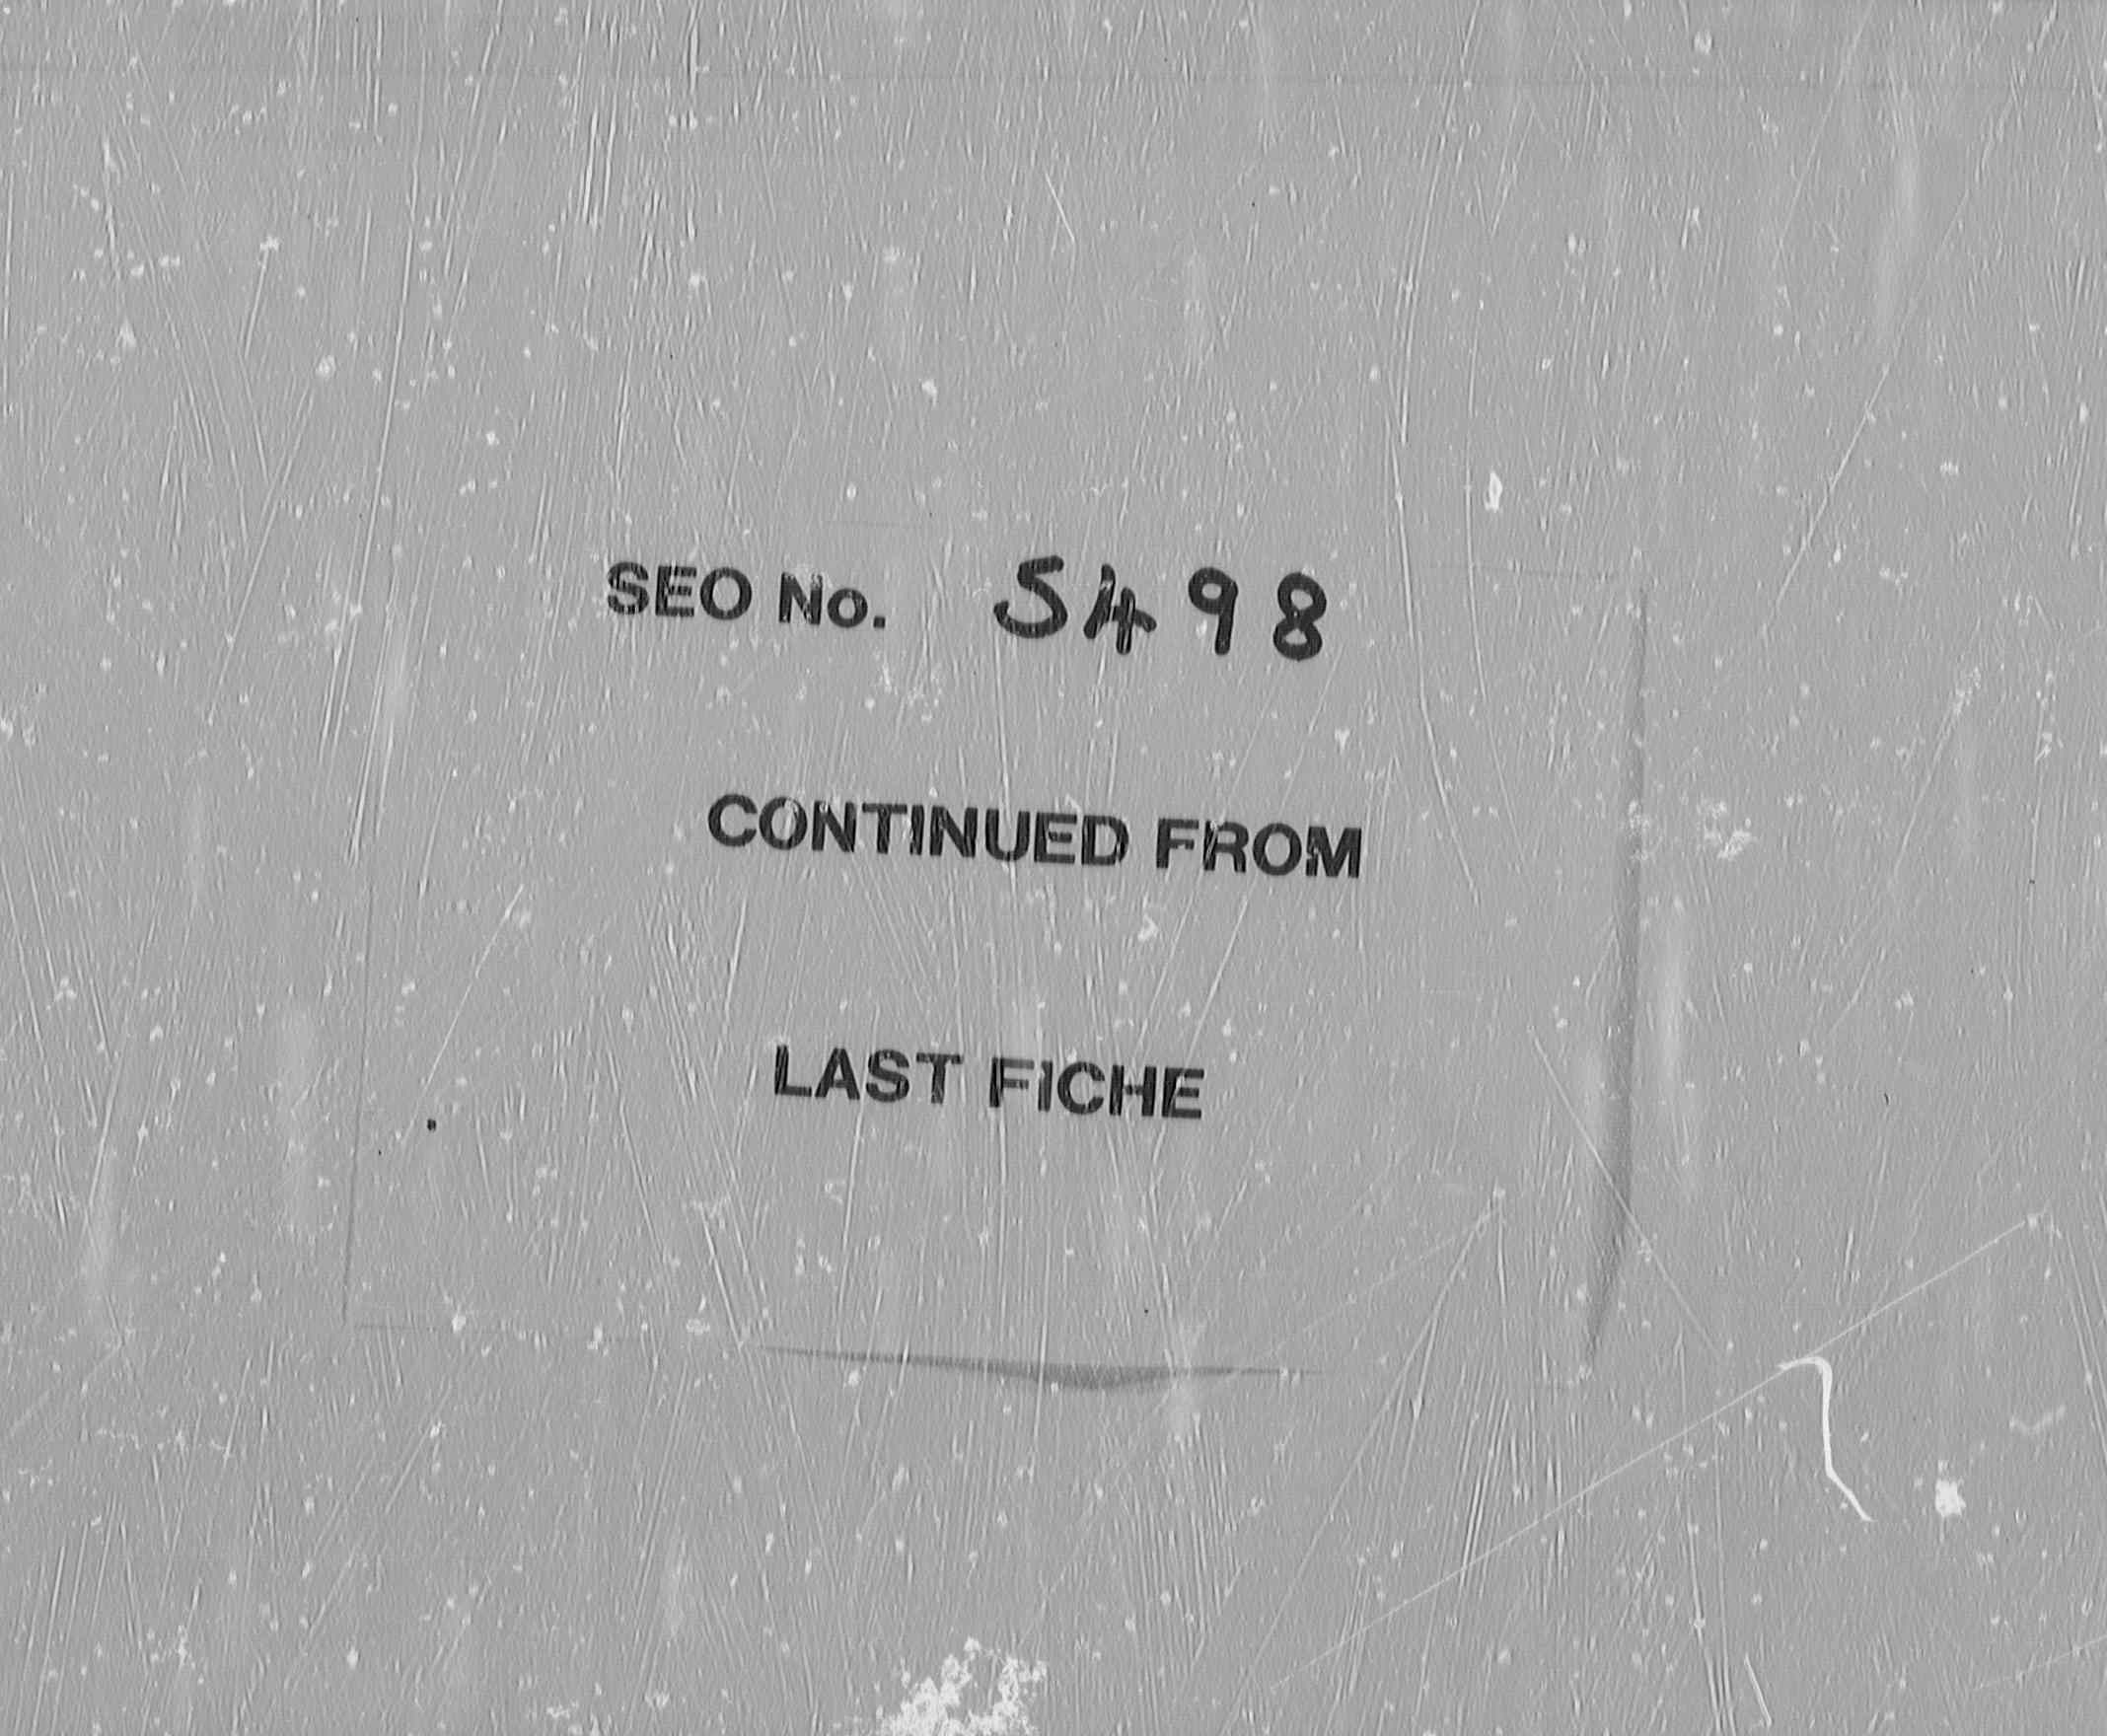 SEO No. 5498
CONTINUED FROM
LAST FICHE